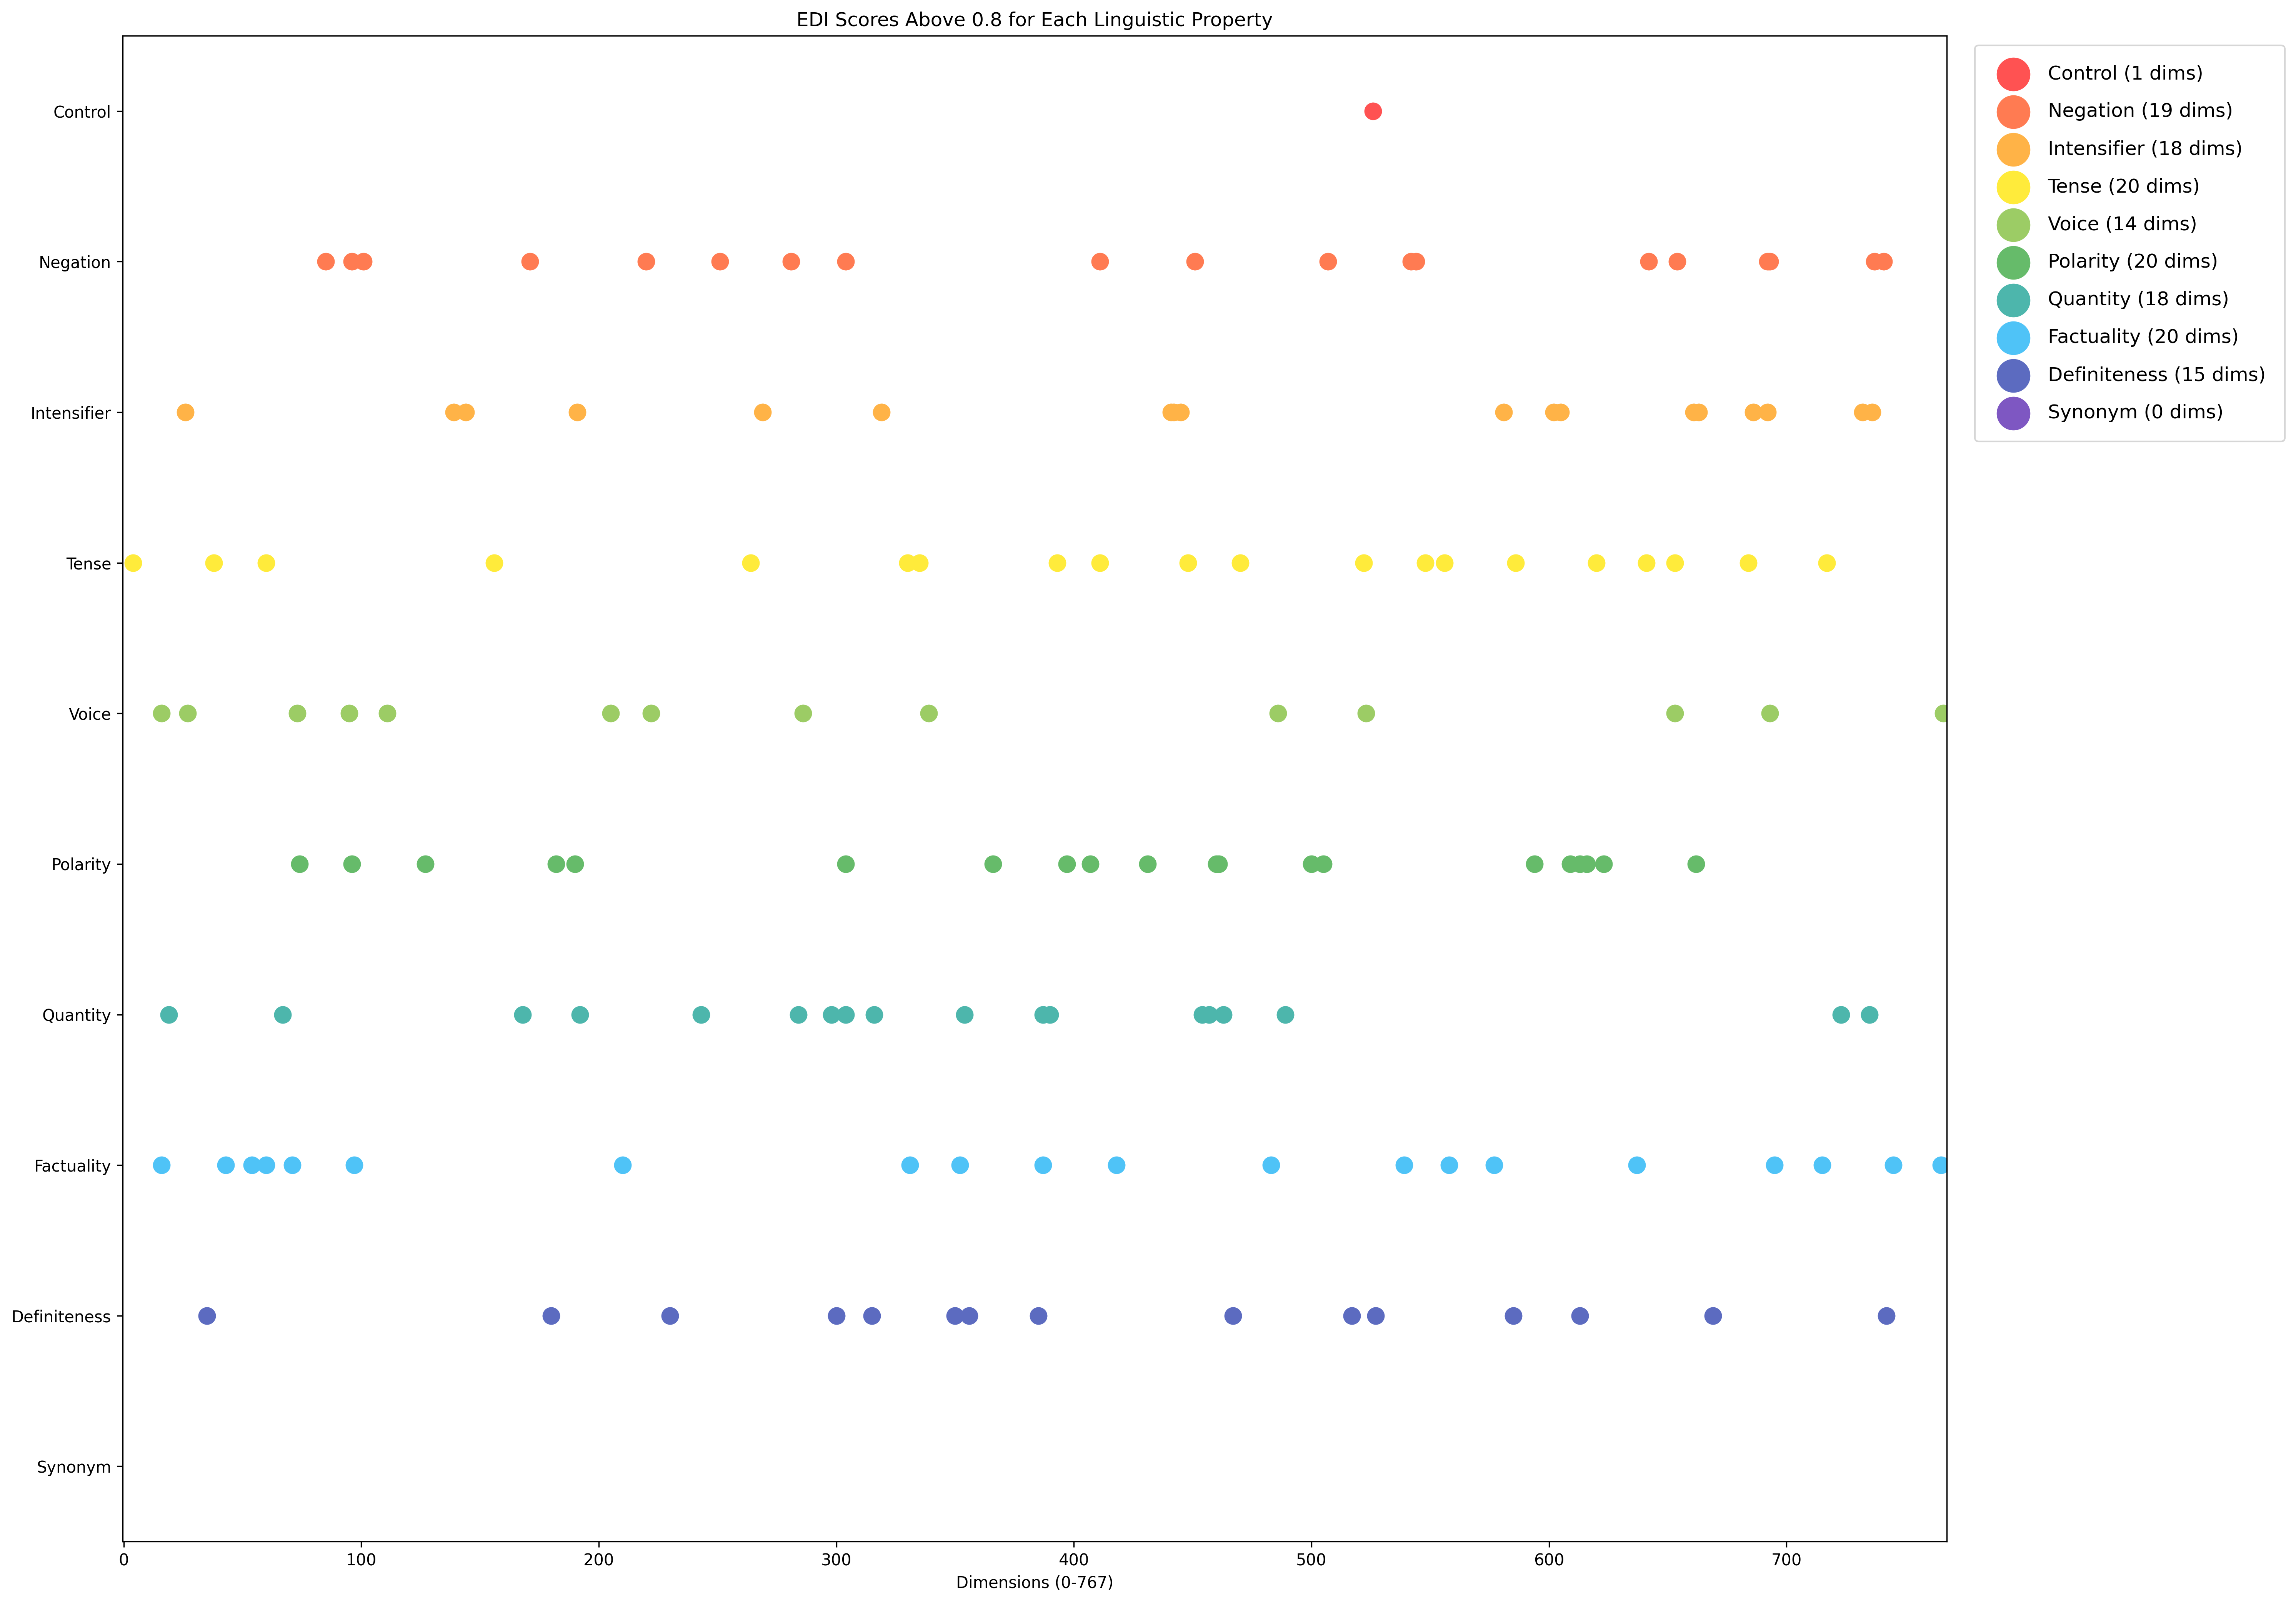 EDI Scores Above 0.8 for Each Linguistic Property
Control
Negation
Intensifier
Tense
Voice
Polarity
Quantity
Factuality
Definiteness
Synonym
0 100 200 300 400 500 600 700
Dimensions (0-767)
Control (1 dims)
Negation (19 dims)
Intensifier (18 dims)
Tense (20 dims)
Voice (14 dims)
Polarity (20 dims)
Quantity (18 dims)
Factuality (20 dims)
Definiteness (15 dims)
Synonym (0 dims)